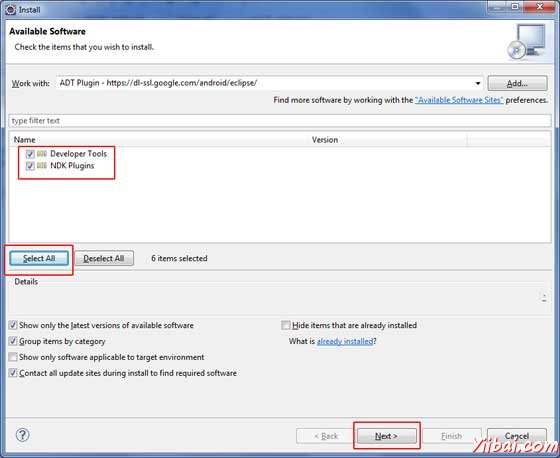 Install
Available Software
Check the items that you wish to install.
Work with: ADT Plugin - https://dl-ssl.google.com/android/eclipse/ Add...
Find more software by working with the "Available Software Sites" preferences.
type filter text
Name Version
Developer Tools
NDK Plugins
Select All Deselect All 6 items selected
Details
Show only the latest versions of available software Hide items that are already installed
Group items by category What is already installed?
Show only software applicable to target environment
Contact all update sites during install to find required software
? < Back Next > Finish Cancel
Yiibai.com